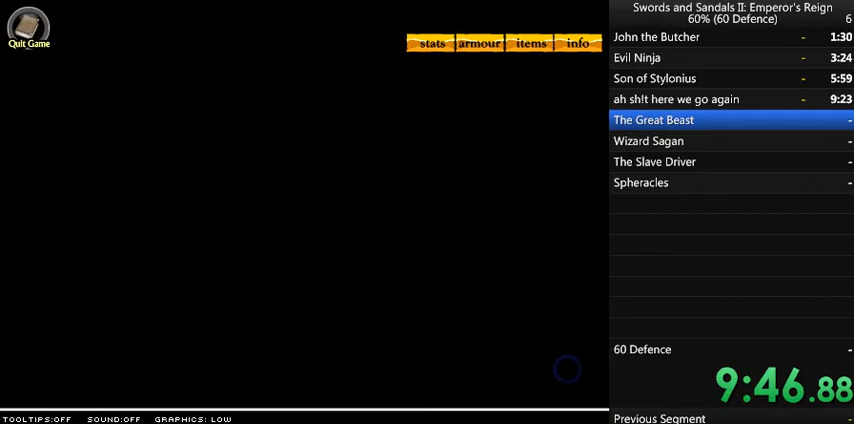 Quit Game
stats armour items info
TOOLTIPS:OFF SOUND:OFF GRAPHICS: LOW
Swords and Sandals II: Emperor's Reign
60% (60 Defence) 6
John the Butcher - 1:30
Evil Ninja - 3:24
Son of Stylonius - 5:59
ah sh!t here we go again - 9:23
The Great Beast -
Wizard Sagan -
The Slave Driver -
Spheracles -
60 Defence -
9:46.88
Previous Segment -